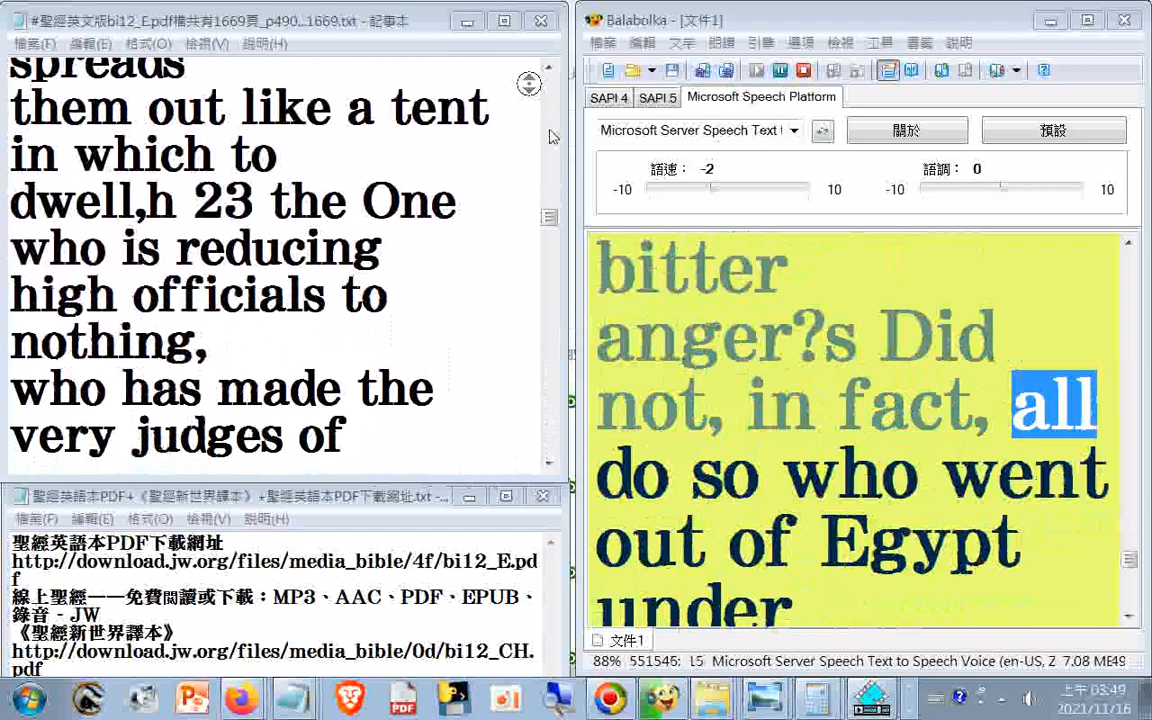 #聖經英文版bi12_E.pdf檔共有1669頁_p490...1669.txt - 記事本
檔案(F) 編輯(E) 格式(O) 檢視(V) 說明(H)
spreads
them out like a tent
in which to
dwell,h 23 the One
who is reducing
high officials to
nothing,
who has made the
very judges of
聖經英語本PDF+《聖經新世界譯本》+聖經英語本PDF下載網址.txt - ...
檔案(F) 編輯(E) 格式(O) 檢視(V) 說明(H)
聖經英語本PDF下載網址
http://download.jw.org/files/media_bible/4f/bi12_E.pd
f
線上聖經——免費閱讀或下載：MP3、AAC、PDF、EPUB、
錄音 - JW
《聖經新世界譯本》
http://download.jw.org/files/media_bible/0d/bi12_CH.
pdf
Balabolka - [文件1]
檔案 編輯 文字 朗讀 引擎 選項 檢視 工具 書籤 說明
SAPI 4 SAPI 5 Microsoft Speech Platform
Microsoft Server Speech Text 關於 預設
語速： -2 語調： 0
-10 10 -10 10
bitter
anger?s Did
not, in fact, all
do so who went
out of Egypt
under
文件1
88% 551545: Microsoft Server Speech Text to Speech Voice (en-US, Z 7.08 ME
上午 03:49
2021/11/16